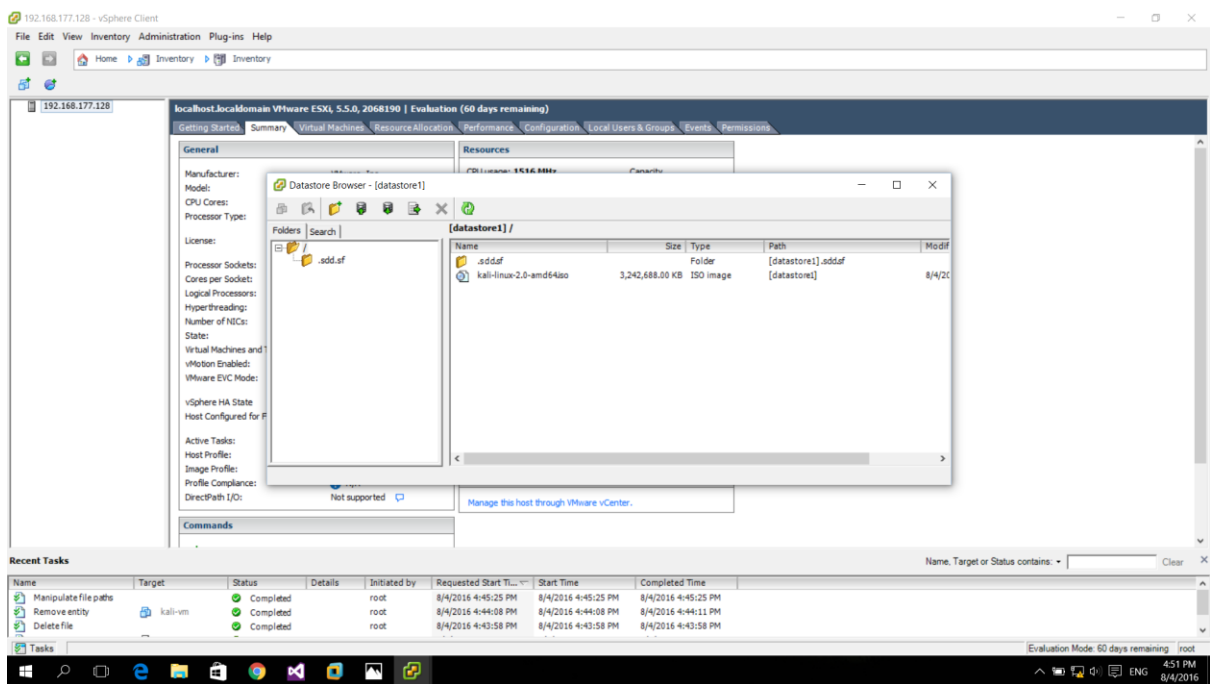 192.168.177.128 - vSphere Client
File Edit View Inventory Administration Plug-ins Help
Home Inventory Inventory
192.168.177.128
localhost.localdomain VMware ESXi, 5.5.0, 2068190 | Evaluation (60 days remaining)
Getting Started Summary Virtual Machines Resource Allocation Performance Configuration Local Users & Groups Events Permissions
General
Manufacturer:
Model:
CPU Cores:
Processor Type:
License:
Processor Sockets:
Cores per Socket:
Logical Processors:
Hyperthreading:
Number of NICs:
State:
Virtual Machines and
vMotion Enabled:
VMware EVC Mode:
vSphere HA State
Host Configured for F
Active Tasks:
Host Profile:
Image Profile:
Profile Compliance:
DirectPath I/O: Not supported
Commands
Resources
CPU usage: 1516 MHz Capacity
Manage this host through VMware vCenter.
Datastore Browser - [datastore1]
Folders Search
/
.sdd.sf
[datastore1] /
Name Size Type Path Modif
.sdd.sf Folder [datastore1] .sdd.sf
kali-linux-2.0-amd64.iso 3,242,688.00 KB ISO image [datastore1] 8/4/20
Recent Tasks
Name, Target or Status contains: Clear
Name Target Status Details Initiated by Requested Start Ti... Start Time Completed Time
Manipulate file paths Completed root 8/4/2016 4:45:25 PM 8/4/2016 4:45:25 PM 8/4/2016 4:45:25 PM
Remove entity kali-vm Completed root 8/4/2016 4:44:08 PM 8/4/2016 4:44:08 PM 8/4/2016 4:44:11 PM
Delete file Completed root 8/4/2016 4:43:58 PM 8/4/2016 4:43:58 PM 8/4/2016 4:43:58 PM
Tasks Evaluation Mode: 60 days remaining root
ENG
4:51 PM
8/4/2016